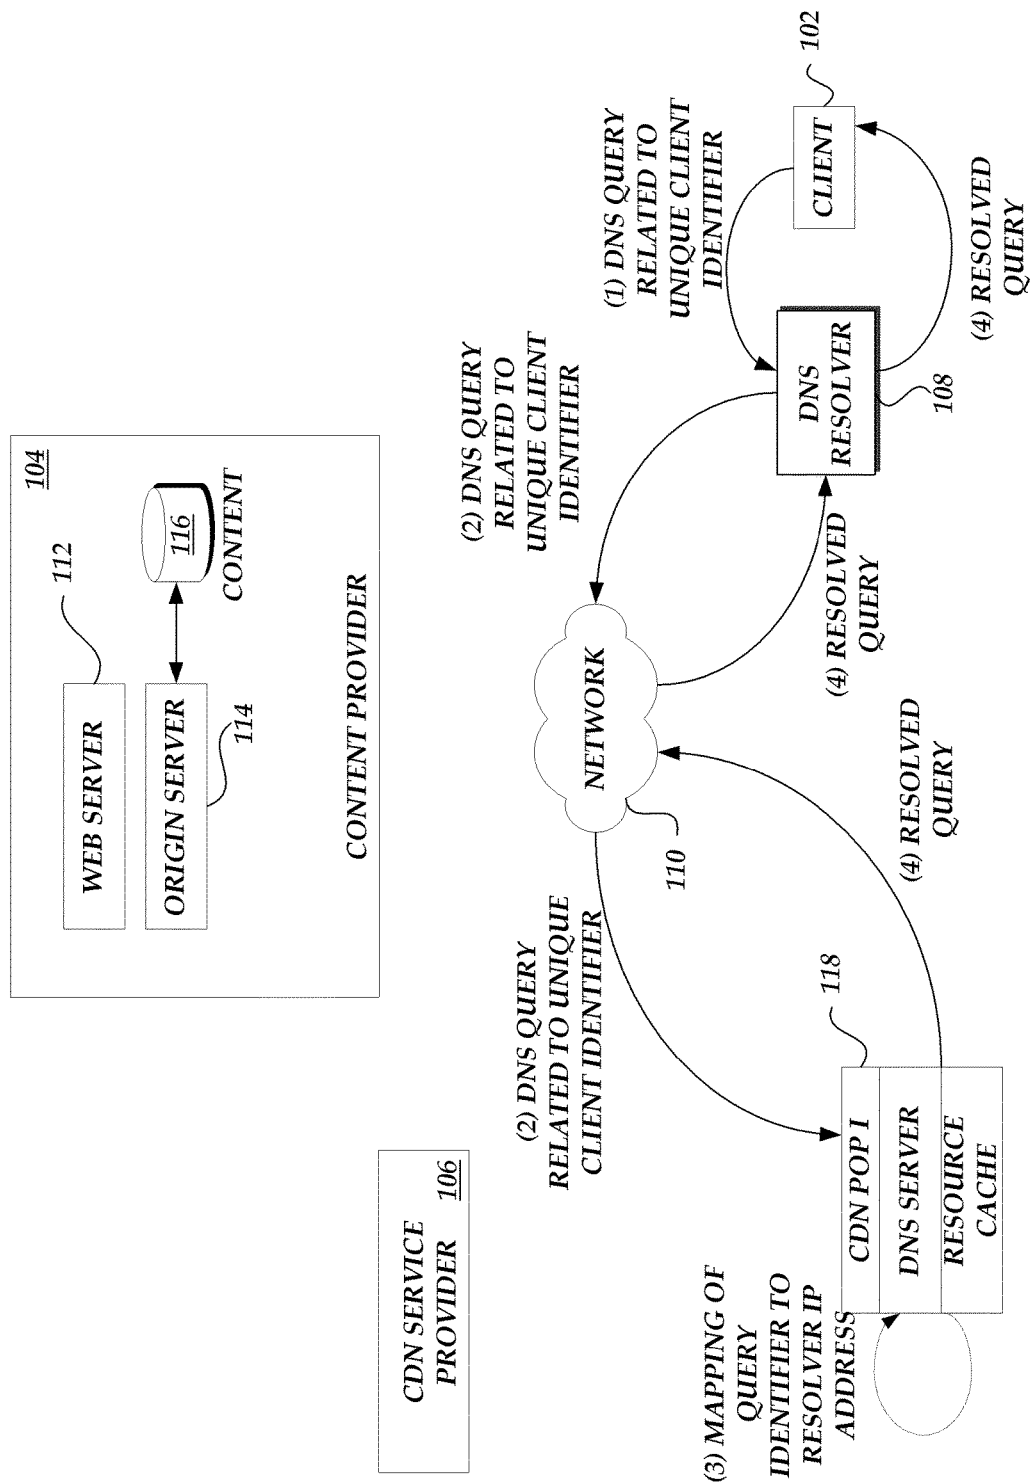 104
WEB SERVER
112
ORIGIN SERVER
114
116
CONTENT
CONTENT PROVIDER
CDN SERVICE
PROVIDER
106
(1) DNS QUERY
RELATED TO
UNIQUE CLIENT
IDENTIFIER
CLIENT
102
(2) DNS QUERY
RELATED TO
UNIQUE CLIENT
IDENTIFIER
DNS
RESOLVER
108
(4) RESOLVED
QUERY
NETWORK
110
(4) RESOLVED
QUERY
(2) DNS QUERY
RELATED TO UNIQUE
CLIENT IDENTIFIER
(4) RESOLVED
QUERY
118
CDN POP I
DNS SERVER
RESOURCE
CACHE
(3) MAPPING OF
QUERY
IDENTIFIER TO
RESOLVER IP
ADDRESS